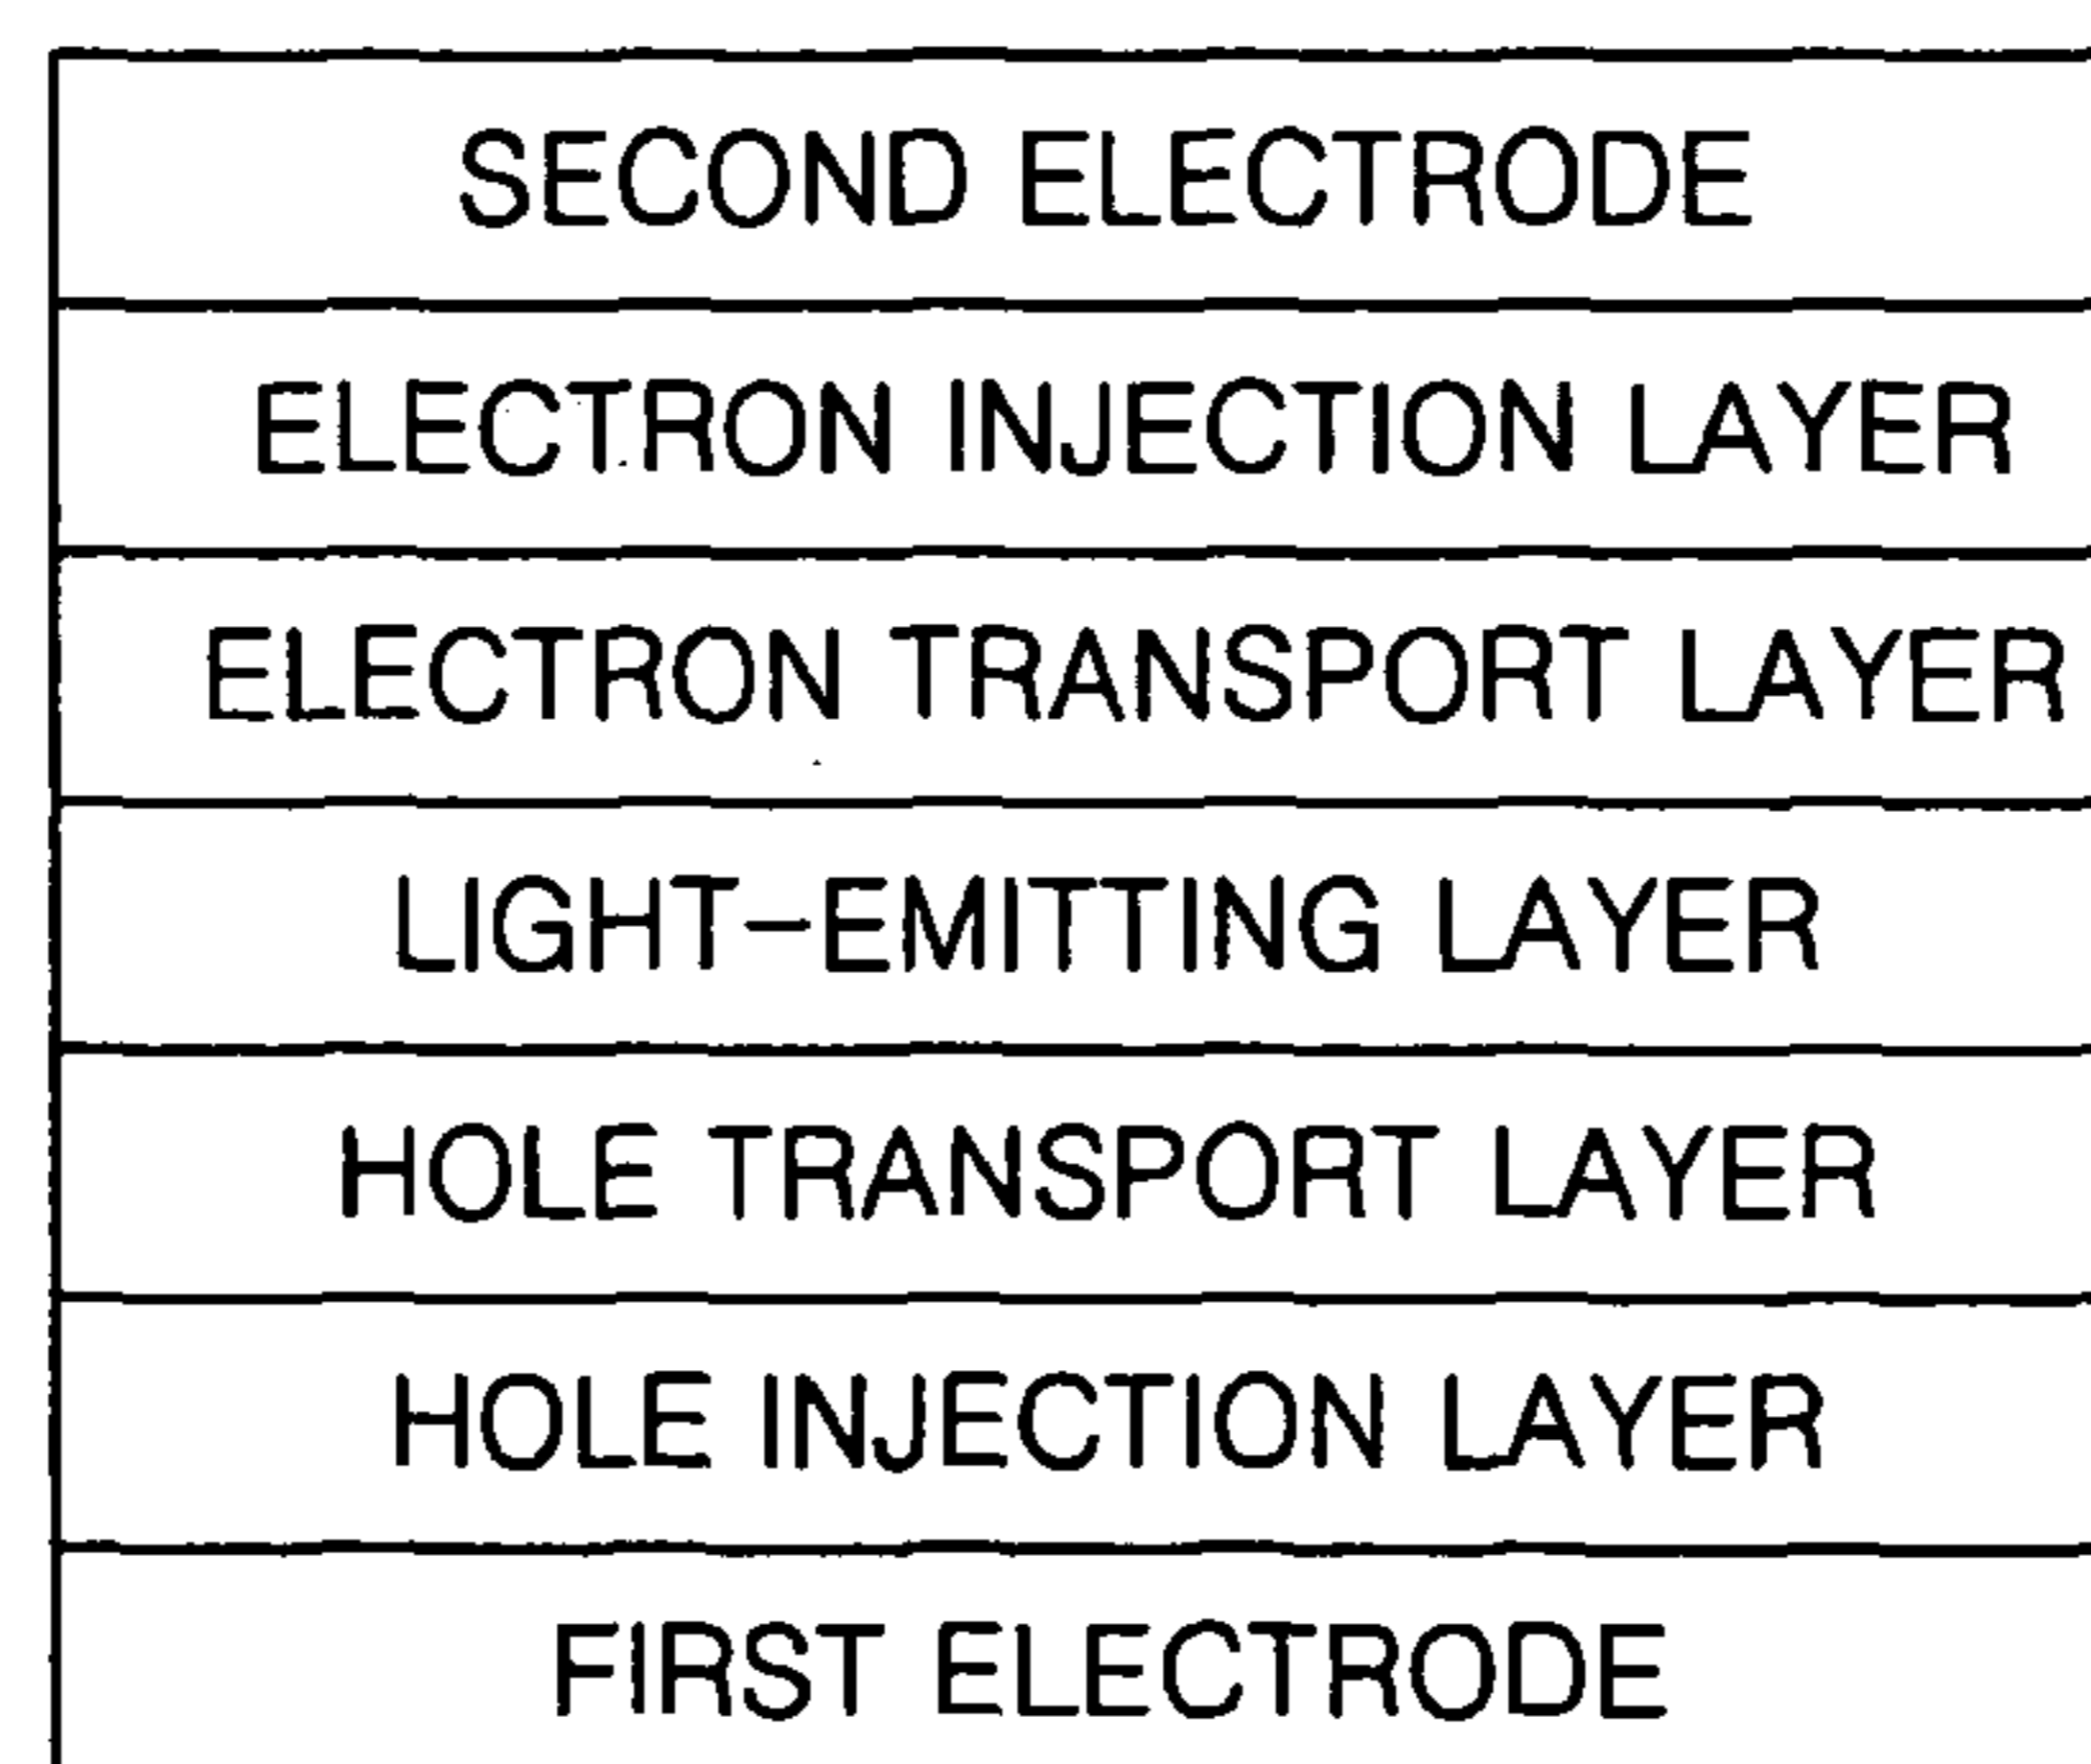 SECOND ELECTRODE
ELECTRON INJECTION LAYER
ELECTRON TRANSPORT LAYER
LIGHT-EMITTING LAYER
HOLE TRANSPORT LAYER
HOLE INJECTION LAYER
FIRST ELECTRODE